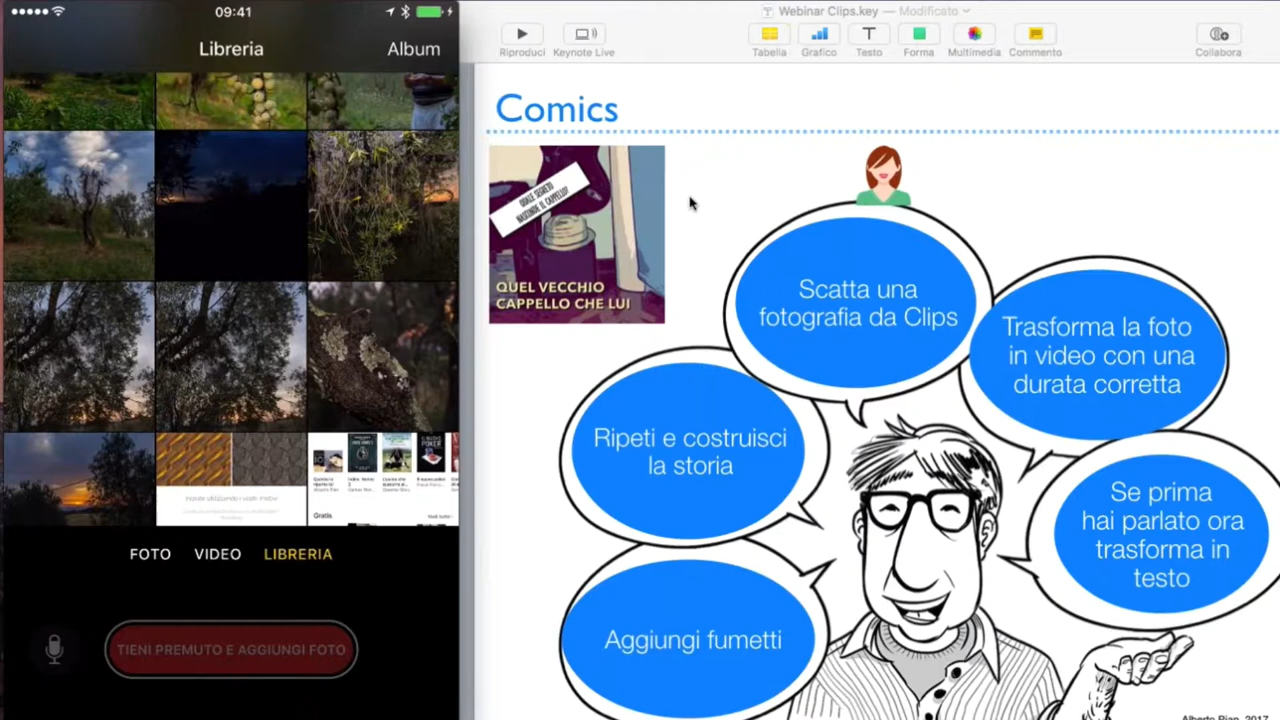 09:41
Libreria
Album
Gratis
FOTO
VIDEO
LIBRERIA
TIENI PREMUTO E AGGIUNGI FOTO
Webinar Clips.key — Modificato
Riproduci
Keynote Live
Tabella
Grafico
Testo
Forma
Multimedia
Commento
Collabora
Comics
QUALE SEGRETO
NASCONDE IL CAPPELLO?
QUEL VECCHIO
CAPPELLO CHE LUI
Scatta una
fotografia da Clips
Trasforma la foto
in video con una
durata corretta
Ripeti e costruisci
la storia
Se prima
hai parlato ora
trasforma in
testo
Aggiungi fumetti